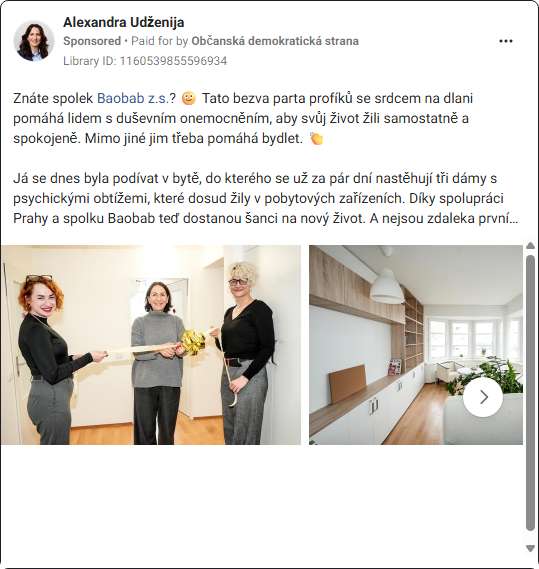 Alexandra Udženija
Sponsored • Paid for by Občanská demokratická strana
Library ID: 1160539855596934
Znáte spolek Baobab z.s.? 🤗 Tato bezva parta profíků se srdcem na dlani
pomáhá lidem s duševním onemocněním, aby svůj život žili samostatně a
spokojeně. Mimo jiné jim třeba pomáhá bydlet. 👏
Já se dnes byla podívat v bytě, do kterého se už za pár dní nastěhují tři dámy s
psychickými obtížemi, které dosud žily v pobytových zařízeních. Díky spolupráci
Prahy a spolku Baobab teď dostanou šanci na nový život. A nejsou zdaleka první...